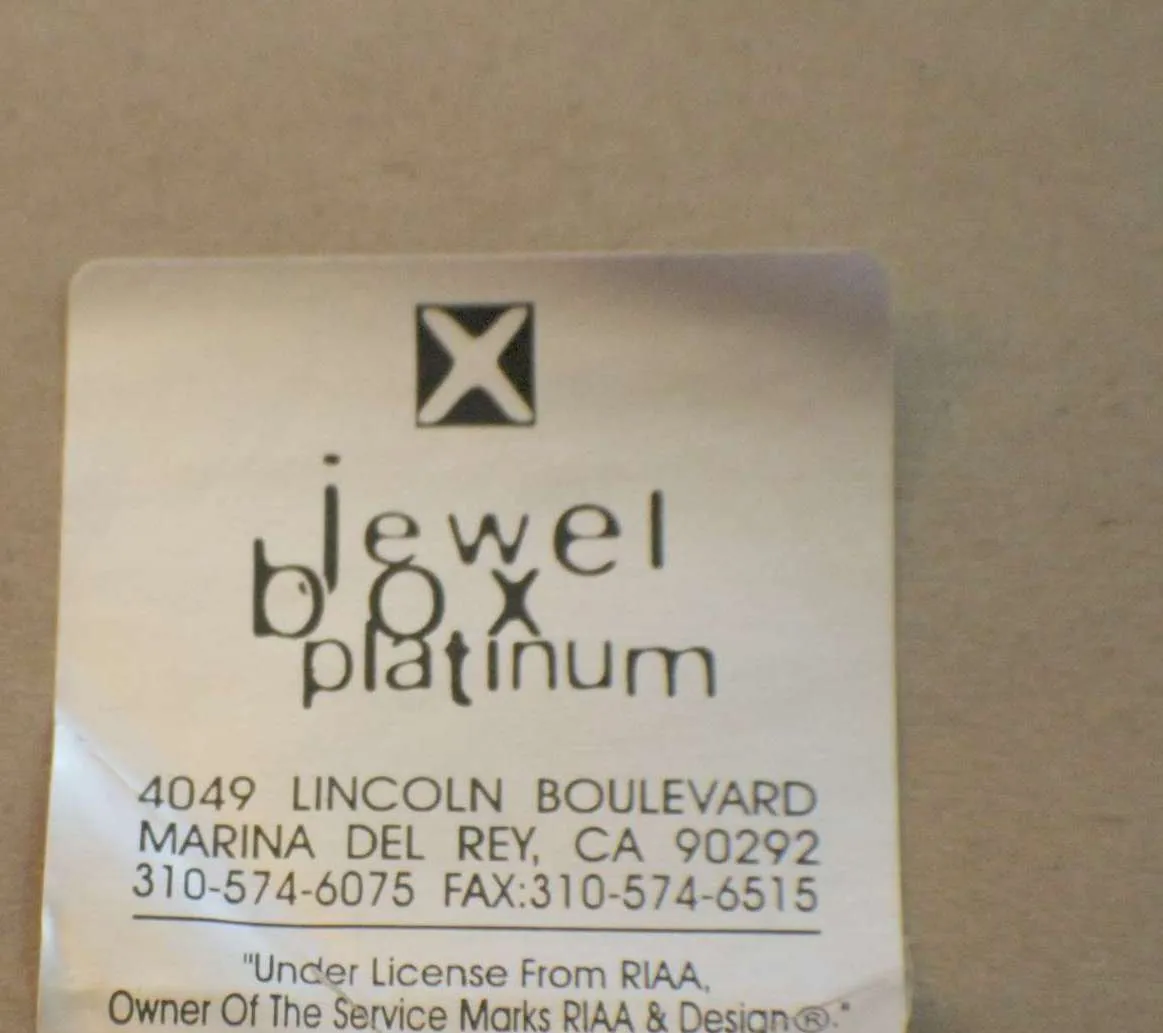 X
jewel
box
platinum
4049 LINCOLN BOULEVARD
MARINA DEL REY, CA 90292
310-574-6075 FAX:310-574-6515
"Under License From RIAA,
Owner Of The Service Marks RIAA & Design®."